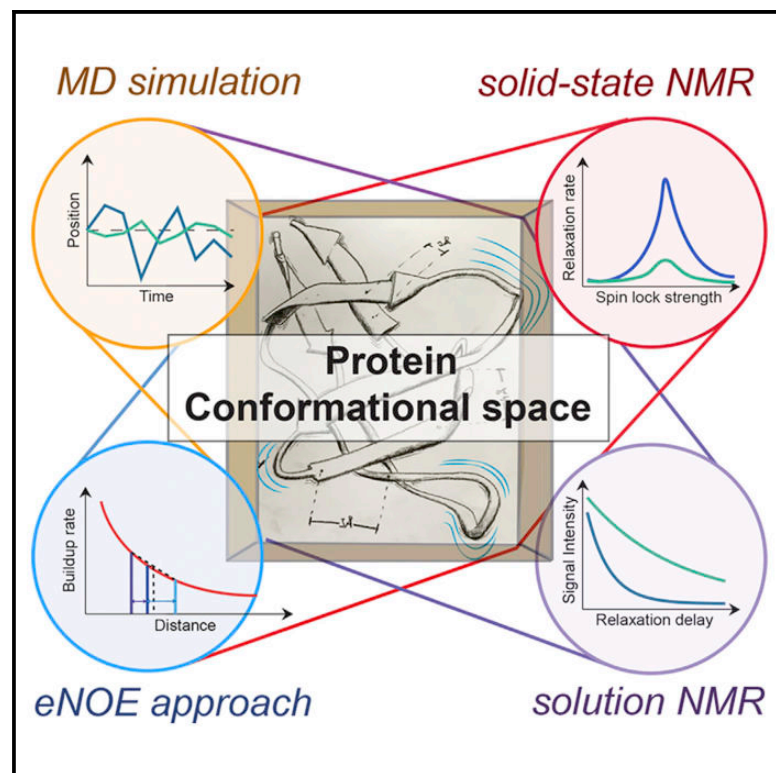 MD simulation
solid-state NMR
Position
Time
Relaxation rate
Spin lock strength
Protein
Conformational space
Buildup rate
Distance
Signal Intensity
Relaxation delay
eNOE approach
solution NMR